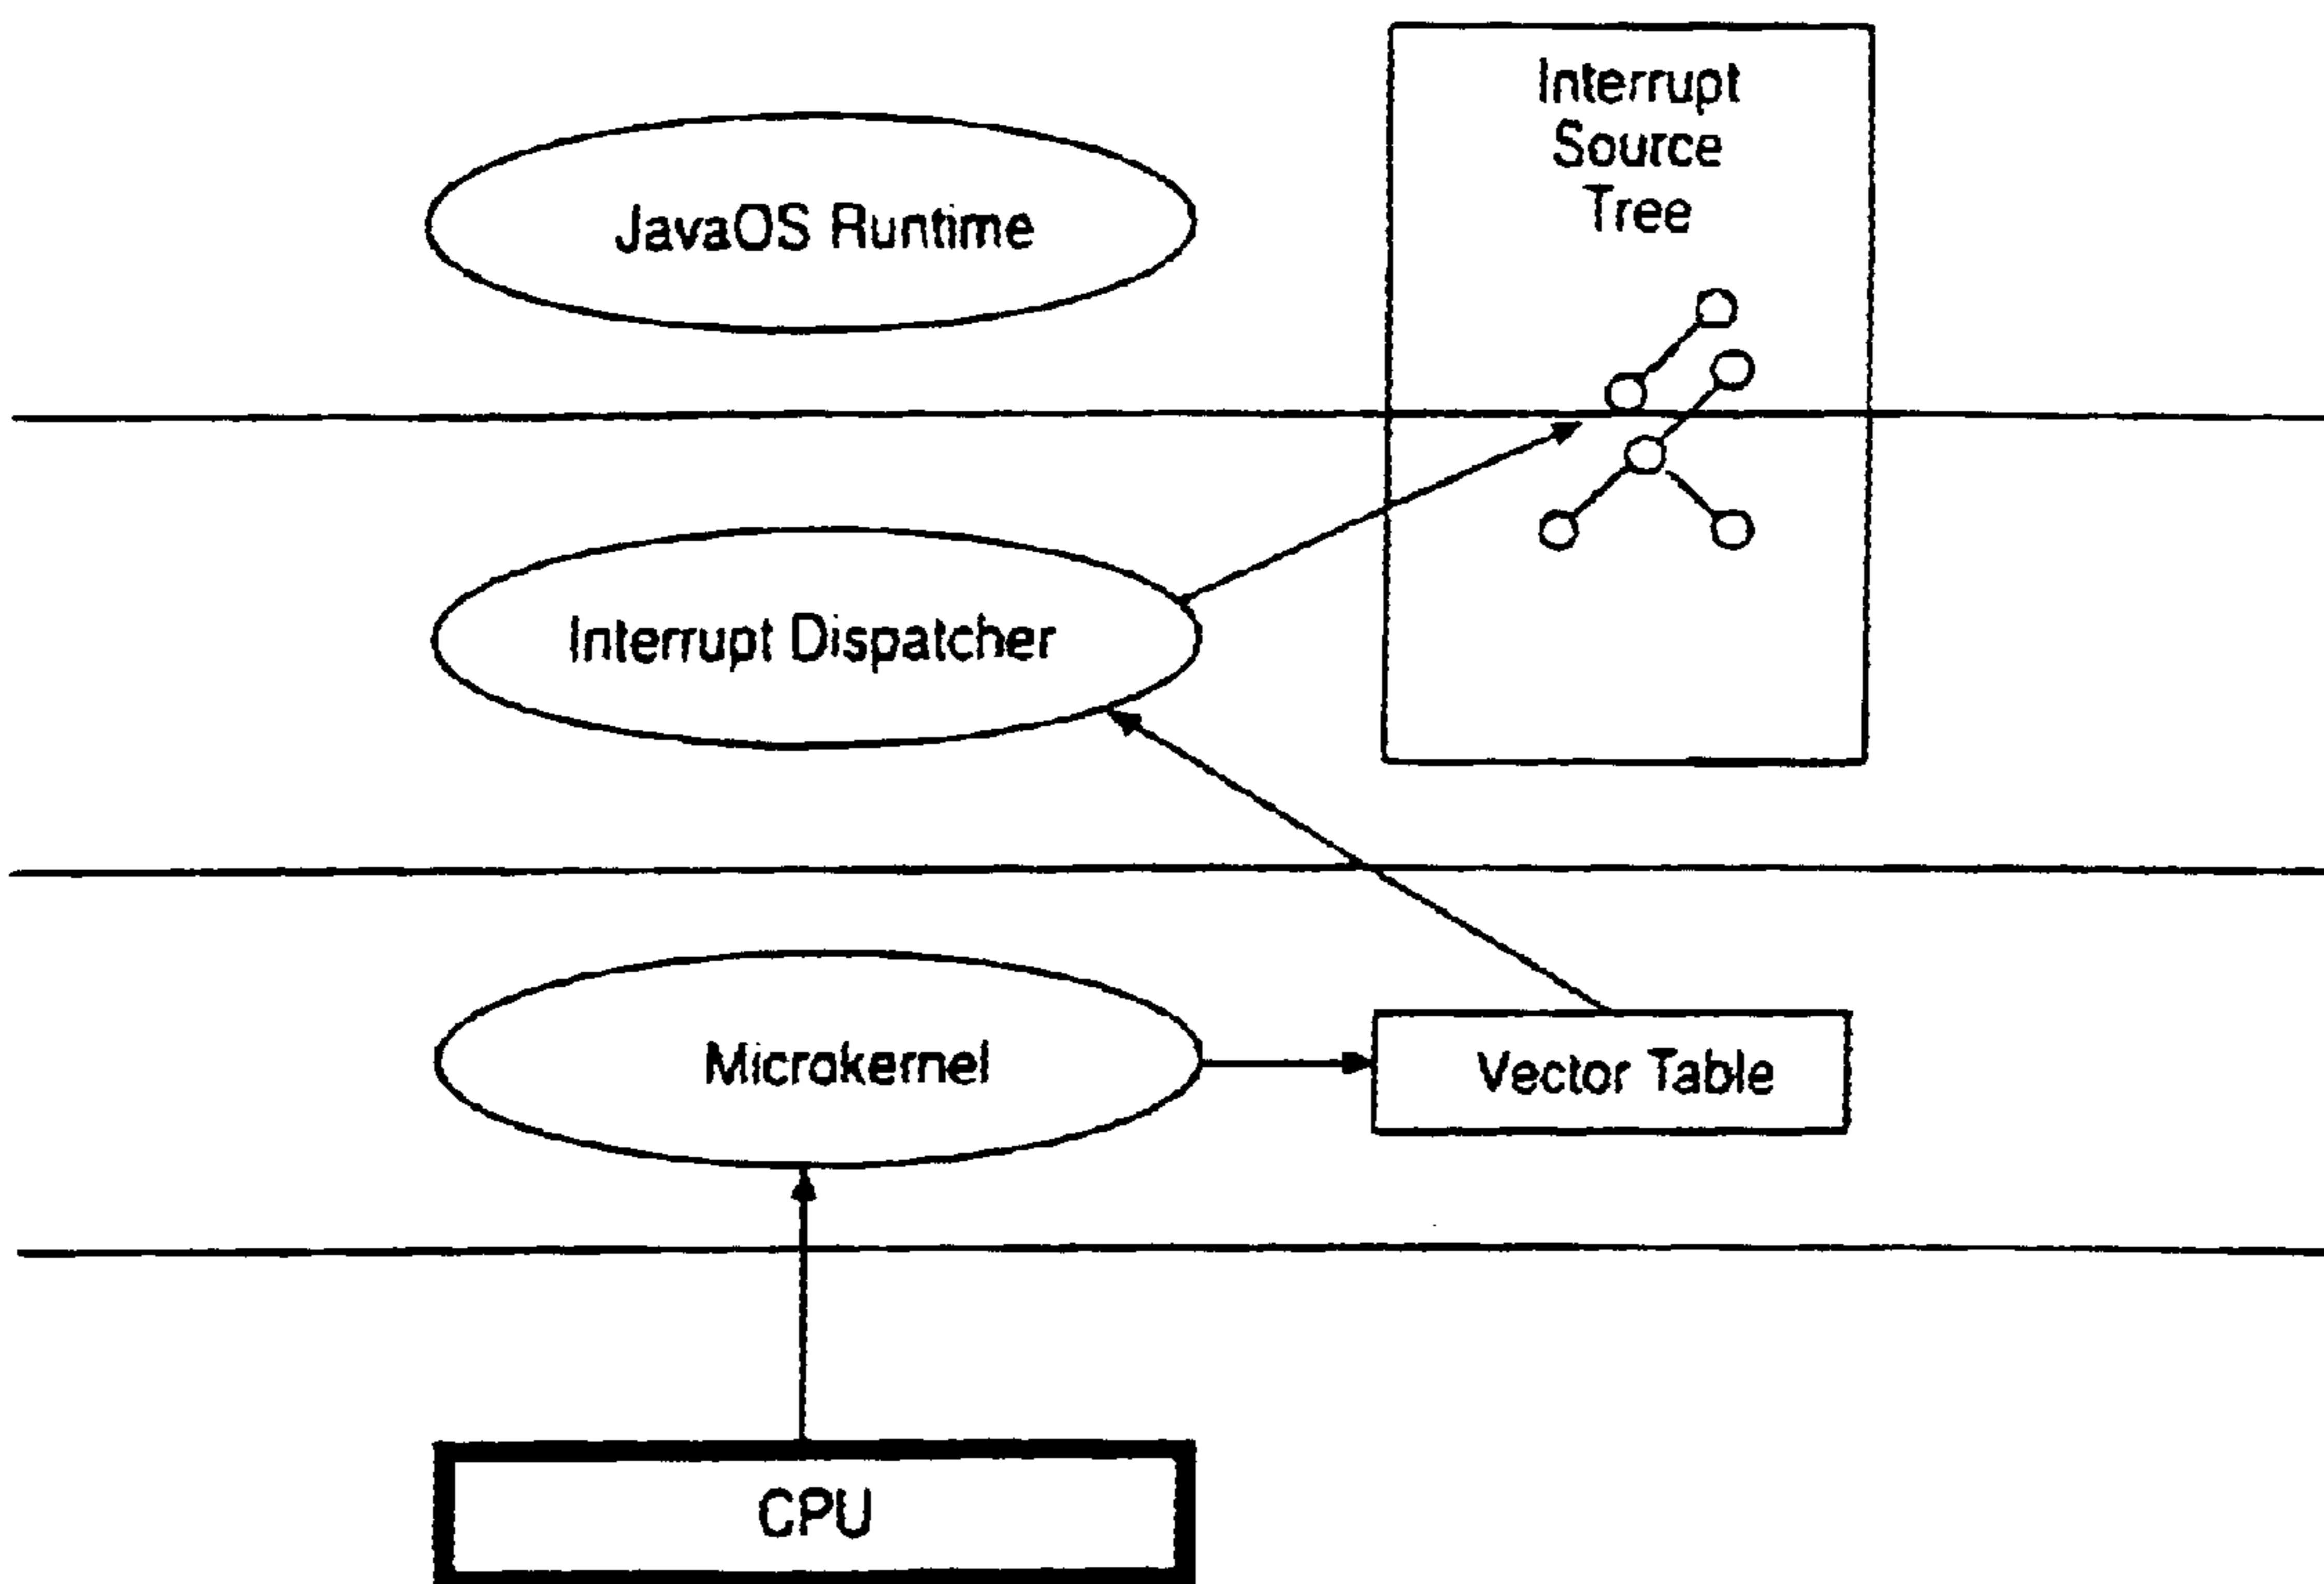 Interrupt
Source
Tree
JavaOS Runtime
Interrupt Dispatcher
Microkernel
Vector Table
CPU